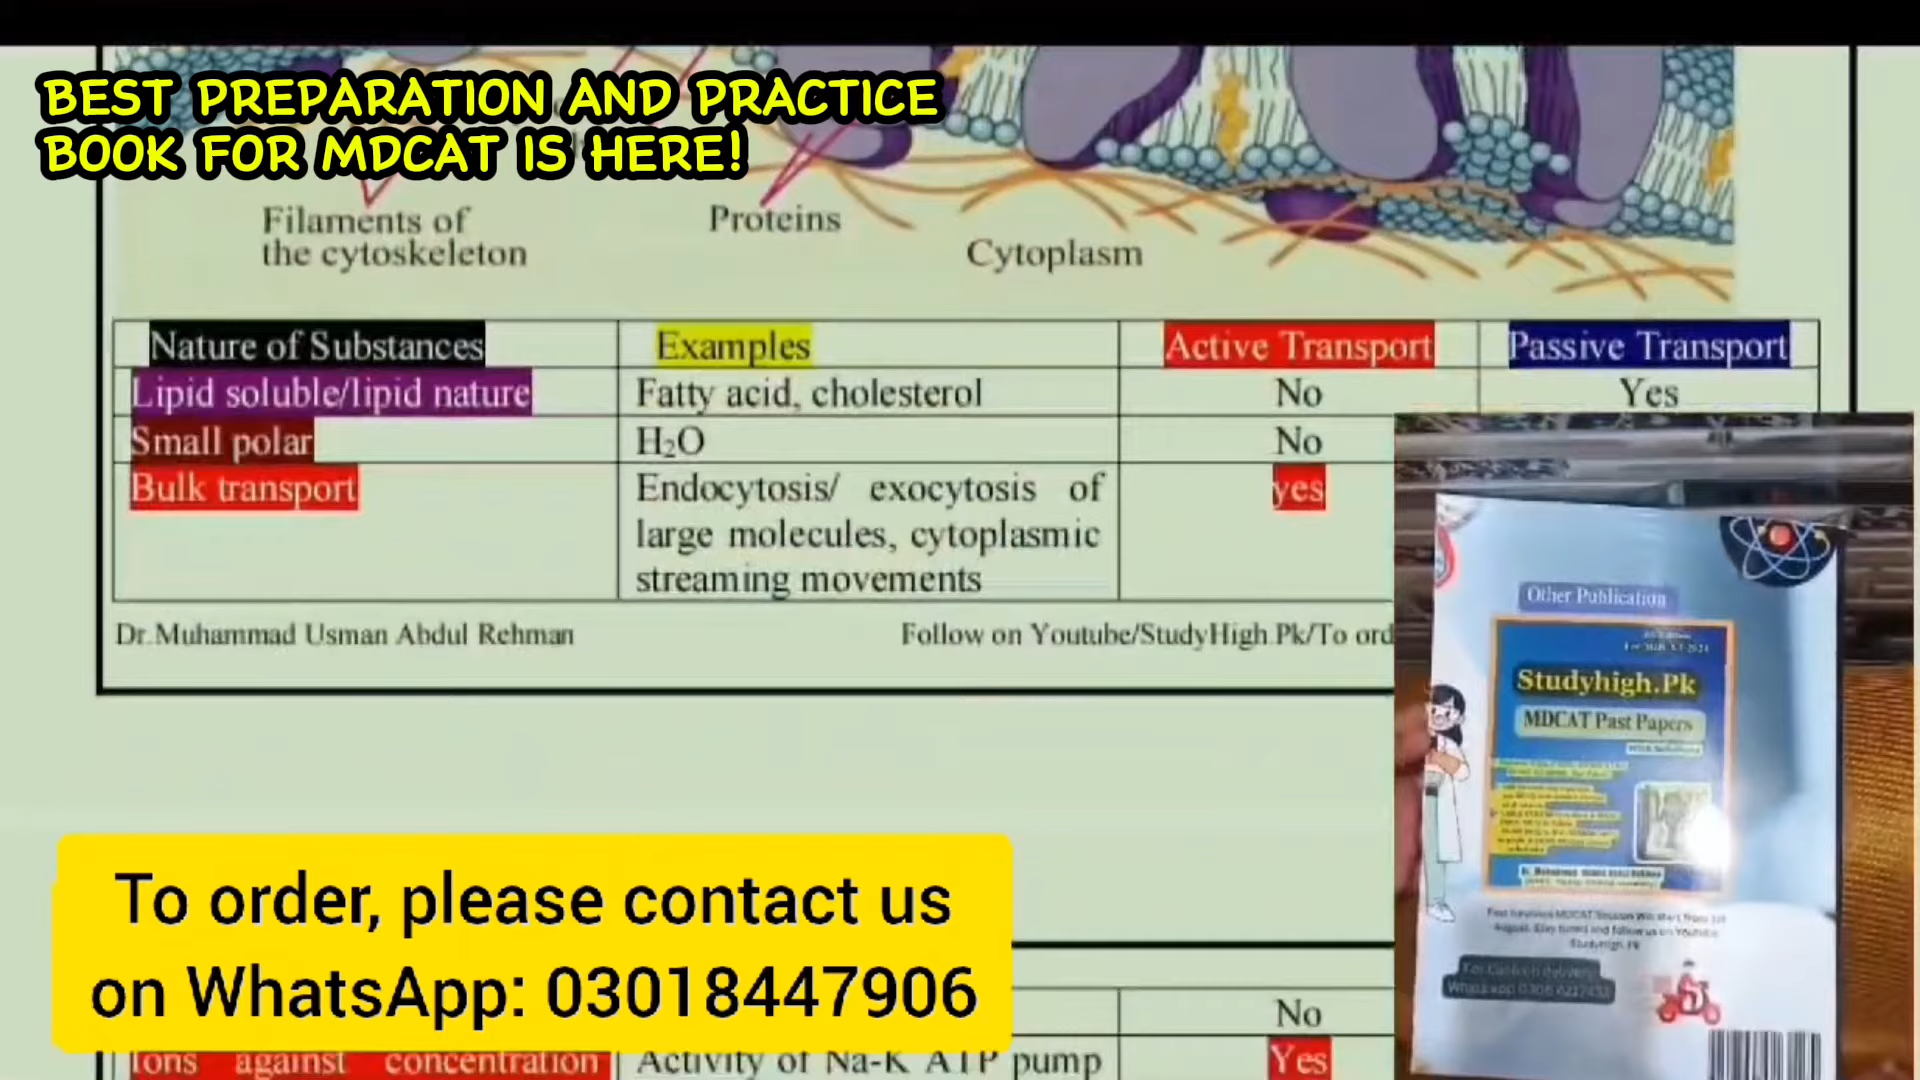 BEST PREPARATION AND PRACTICE
BOOK FOR MDCAT IS HERE!
Filaments of
the cytoskeleton
Proteins
Cytoplasm
Nature of Substances Examples Active Transport Passive Transport
Lipid soluble/lipid nature Fatty acid, cholesterol No Yes
Small polar H₂O No
Bulk transport Endocytosis/ exocytosis of yes
large molecules, cytoplasmic
streaming movements
Dr.Muhammad Usman Abdul Rehman Follow on Youtube/StudyHigh.Pk/To ord
Other Publication
Studyhigh.Pk
MDCAT Past Papers
To order, please contact us
on WhatsApp: 03018447906
No
Ions against concentration Activity of Na-K ATP pump Yes